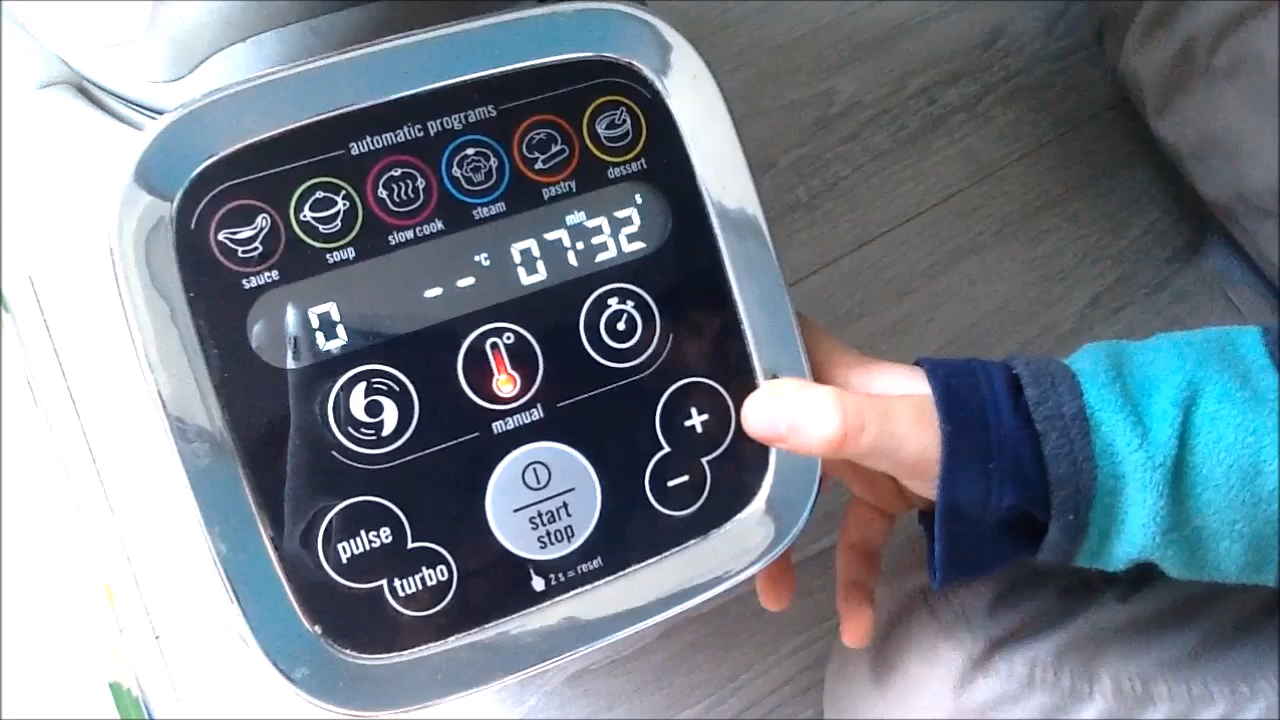 automatic programs
sauce
soup
slow cook
steam
pastry
dessert
0
-- °C
min s
07:32
manual
+
-
pulse
turbo
start
stop
2 s = reset